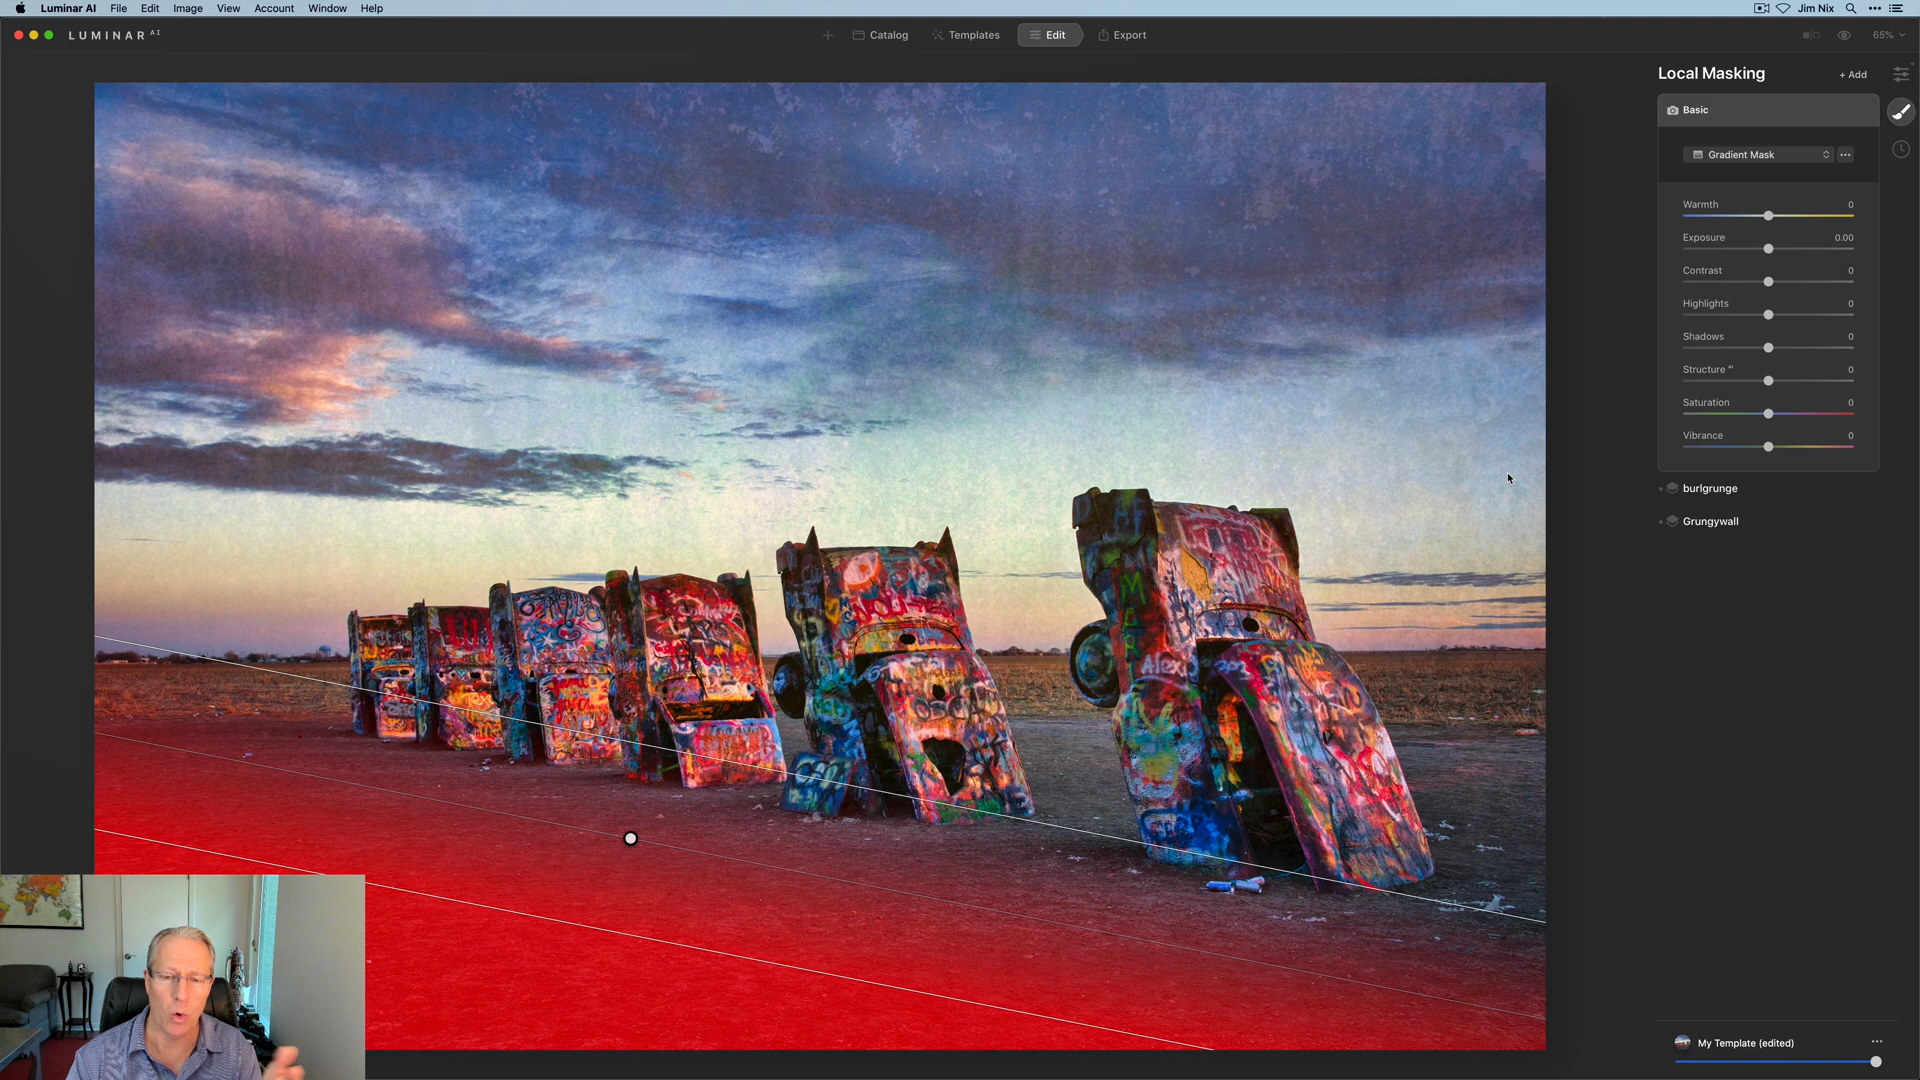 Luminar AI File Edit Image View Account Window Help Jim Nix
LUMINAR AI
Catalog Templates Edit Export 65%
Local Masking + Add
Basic
Gradient Mask
Warmth 0
Exposure 0.00
Contrast 0
Highlights 0
Shadows 0
Structure AI 0
Saturation 0
Vibrance 0
burlgrunge
Grungywall
Alex
My Template (edited)